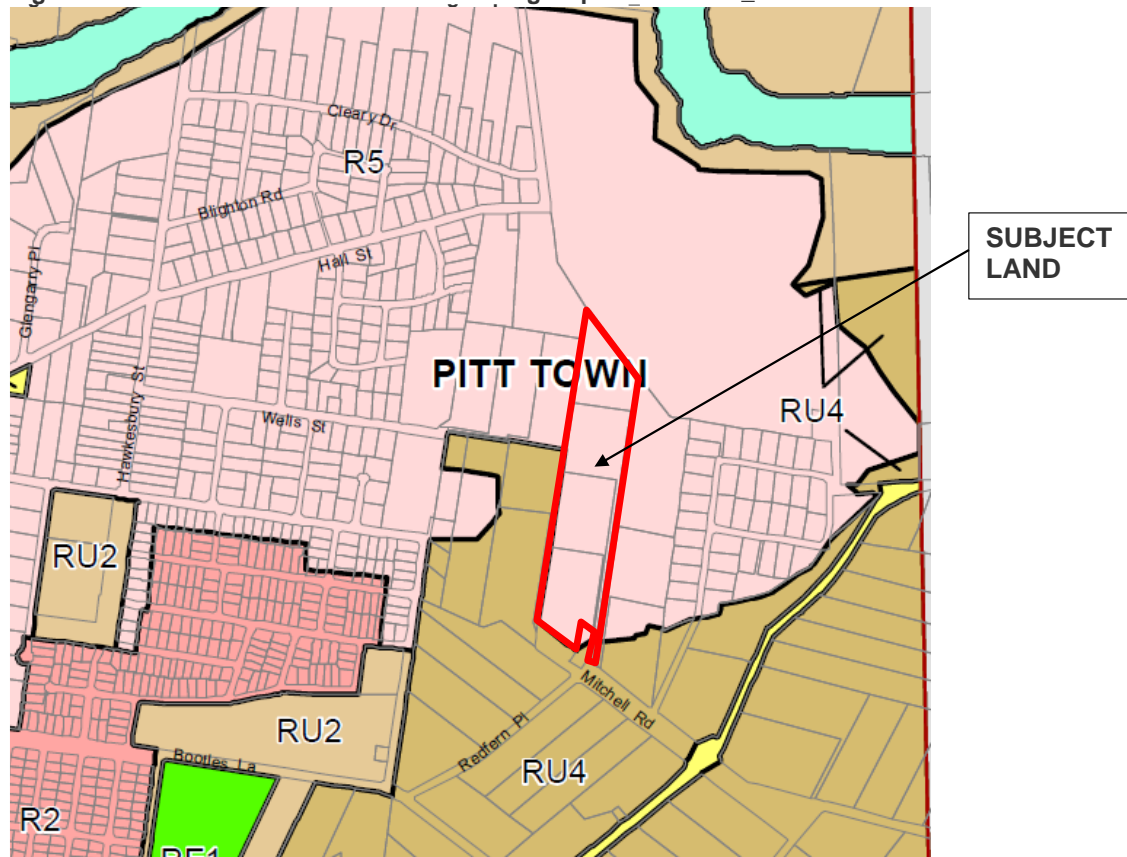 Cleary Dr
R5
Blighton Rd
Hall St
Glengarry Pl
SUBJECT
LAND
PITT TOWN
Hawkesbury St
Wells St
RU4
RU2
Mitchell Rd
RU2
Redfern Pl
Bootles La
RU4
R2
RE1